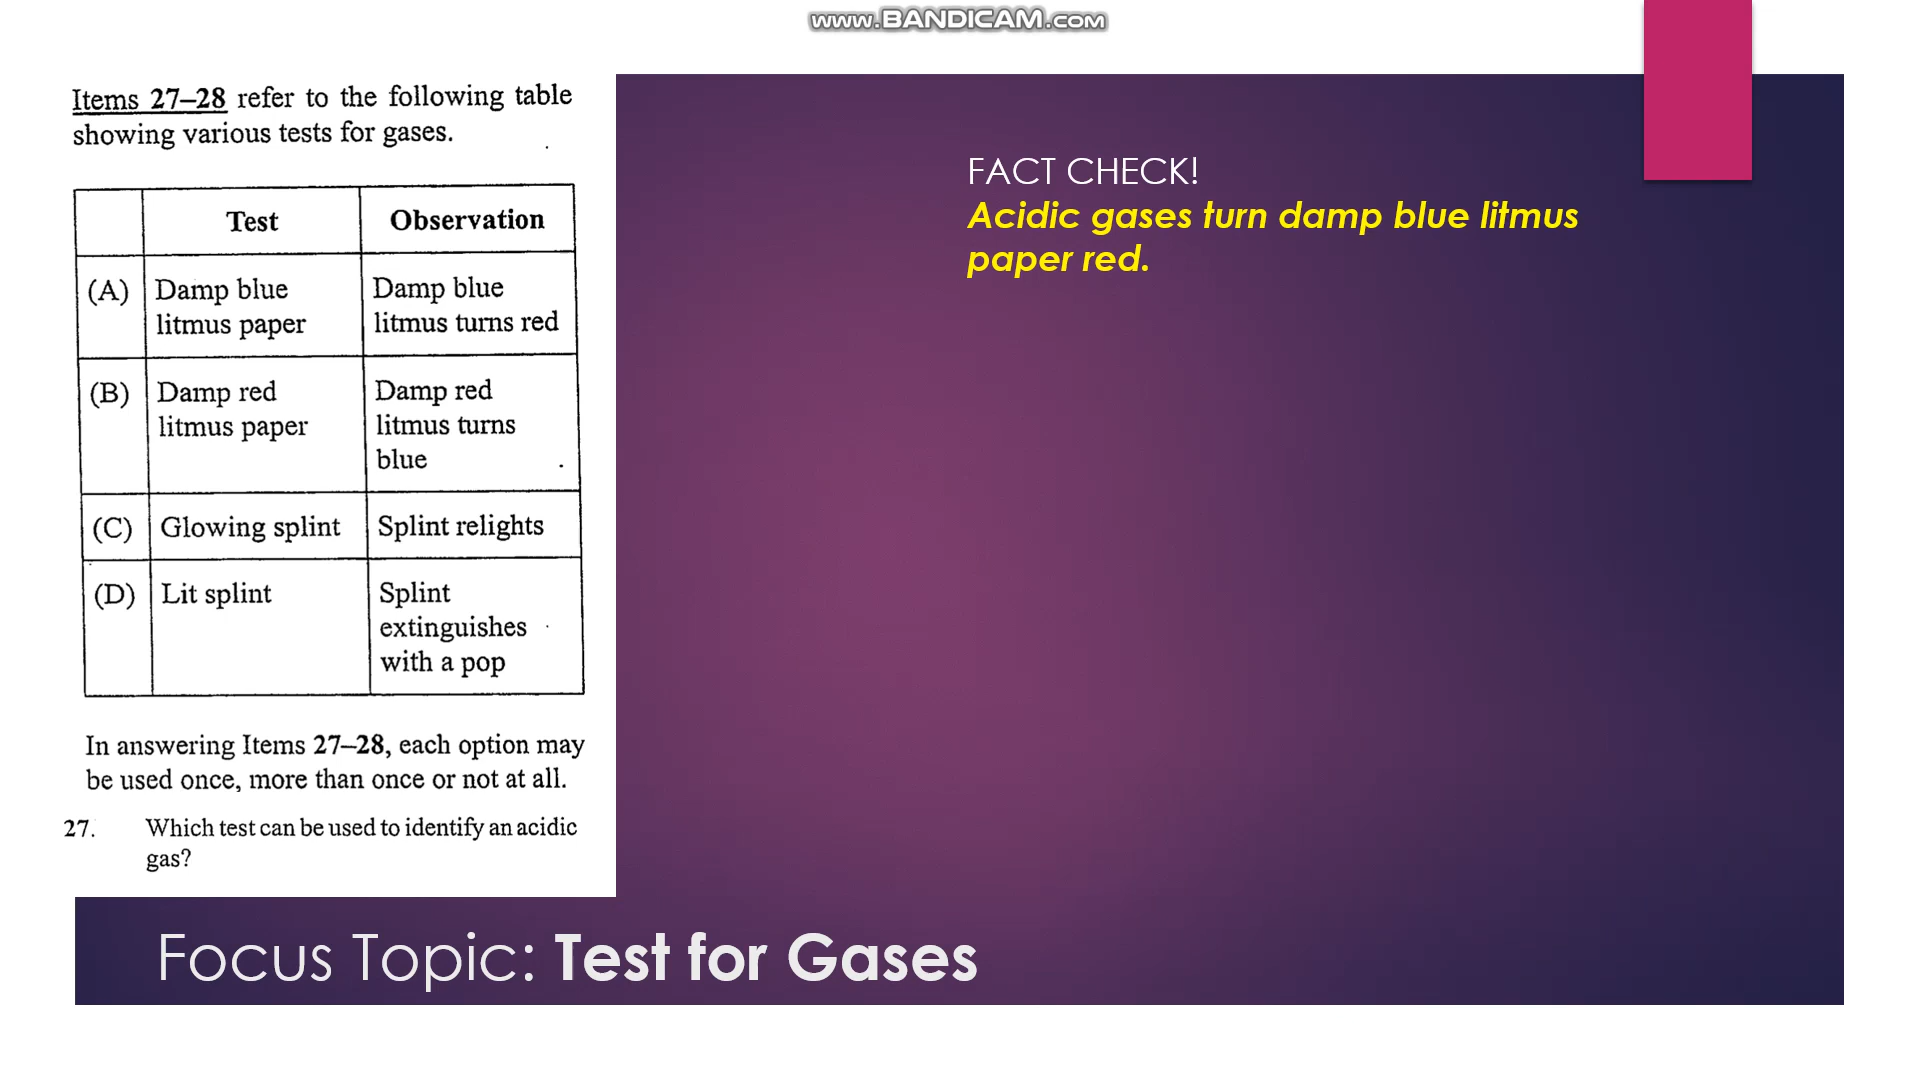 www.BANDICAM.com
Items 27–28 refer to the following table
showing various tests for gases.
Test
Observation
(A)
Damp blue
litmus paper
Damp blue
litmus turns red
(B)
Damp red
litmus paper
Damp red
litmus turns
blue
(C)
Glowing splint
Splint relights
(D)
Lit splint
Splint
extinguishes
with a pop
In answering Items 27–28, each option may
be used once, more than once or not at all.
27. Which test can be used to identify an acidic
gas?
FACT CHECK!
Acidic gases turn damp blue litmus
paper red.
Focus Topic: Test for Gases